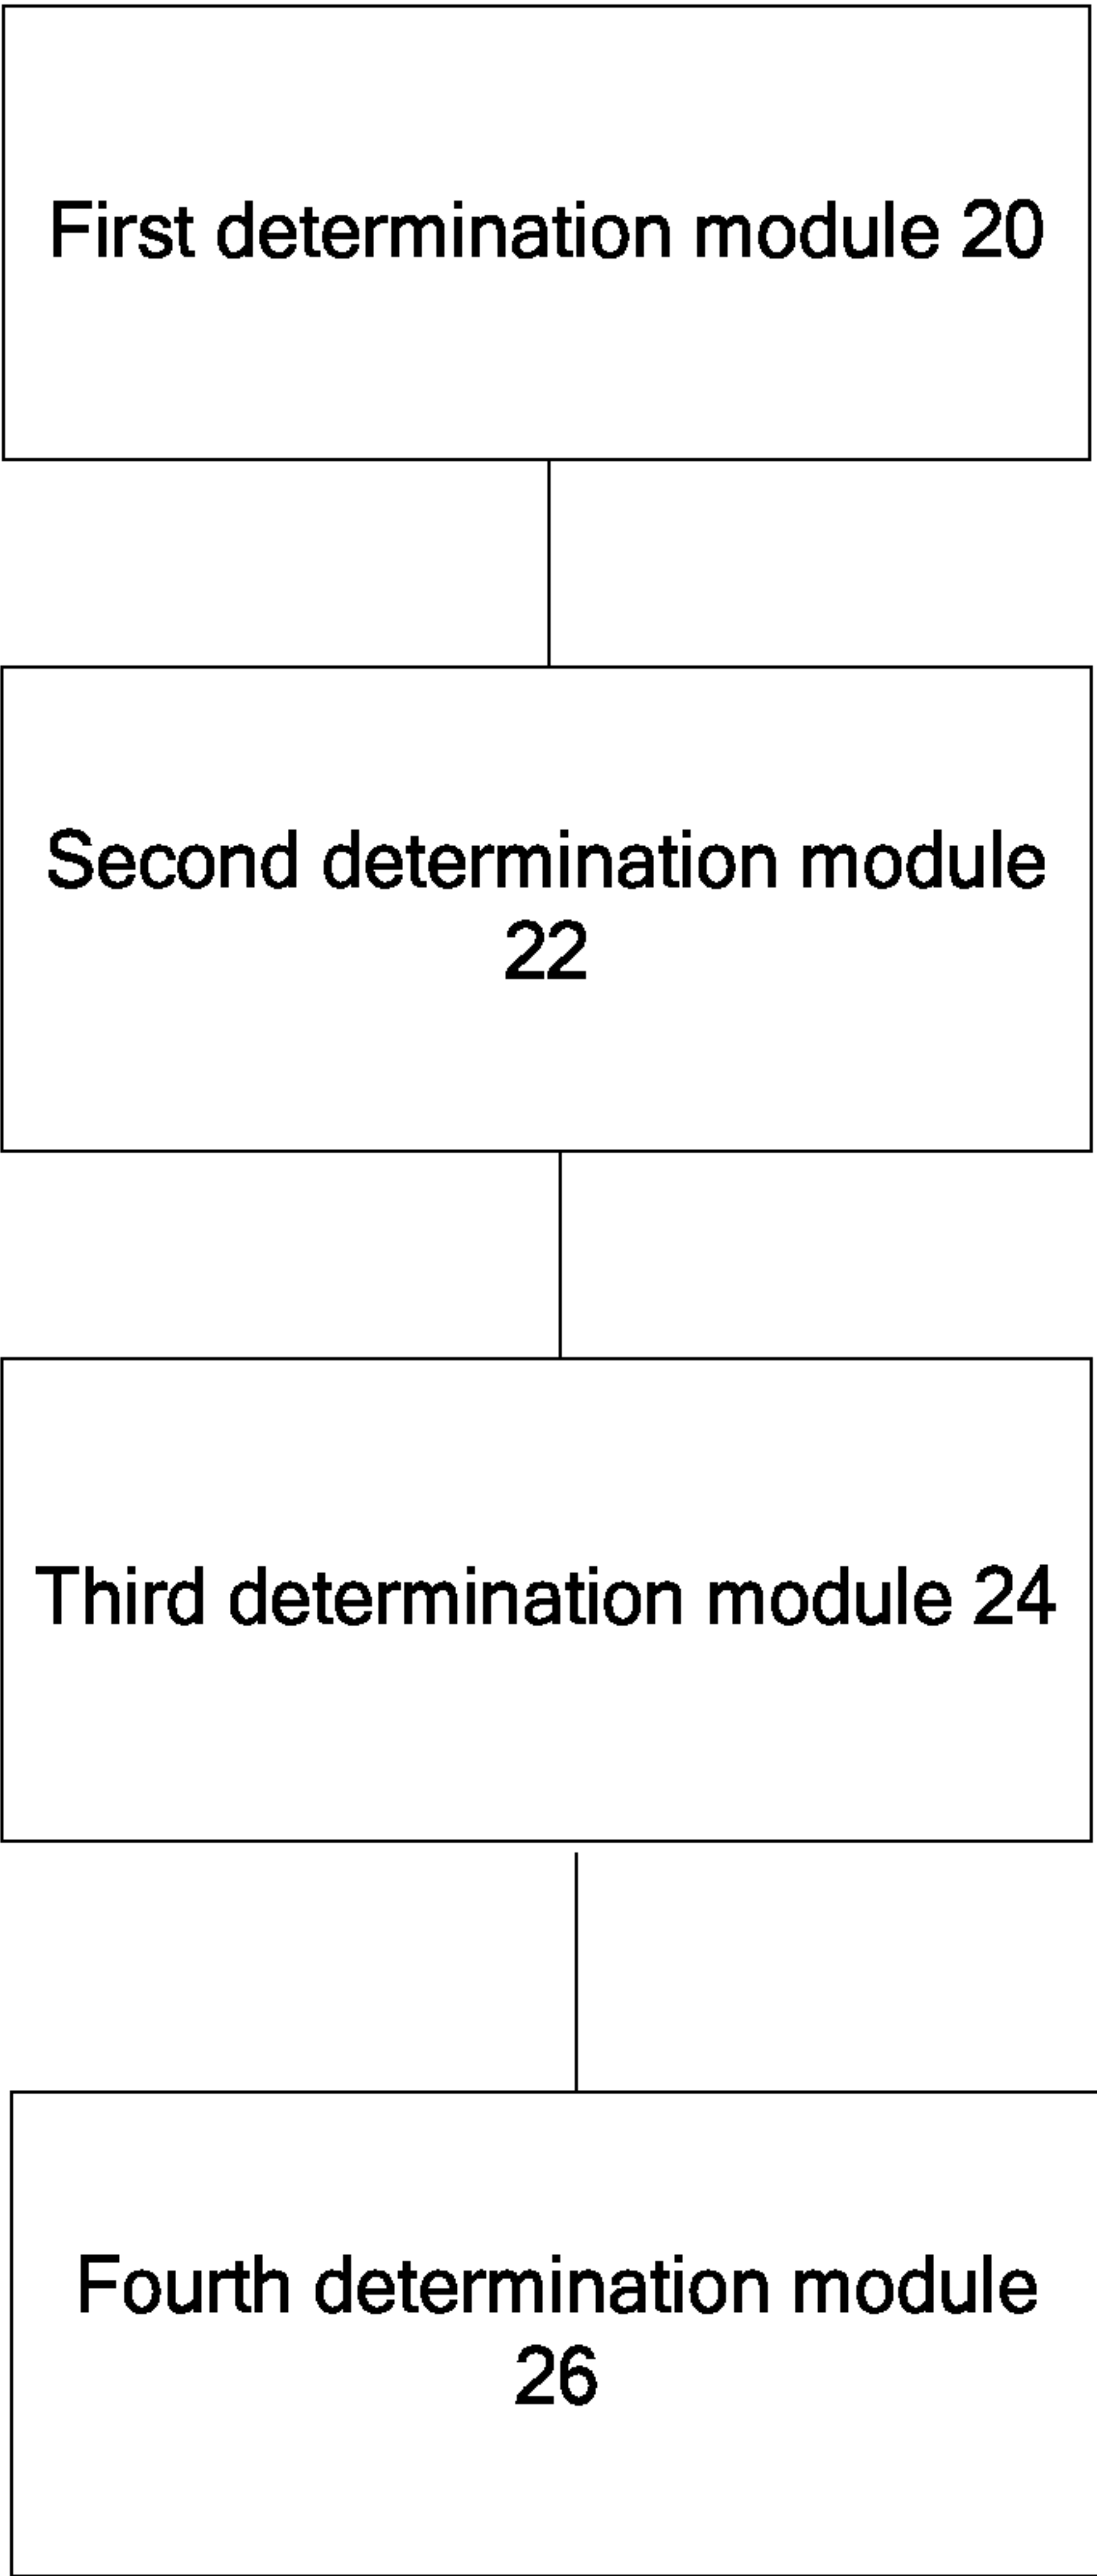 First determination module 20
Second determination module
22
Third determination module 24
Fourth determination module
26